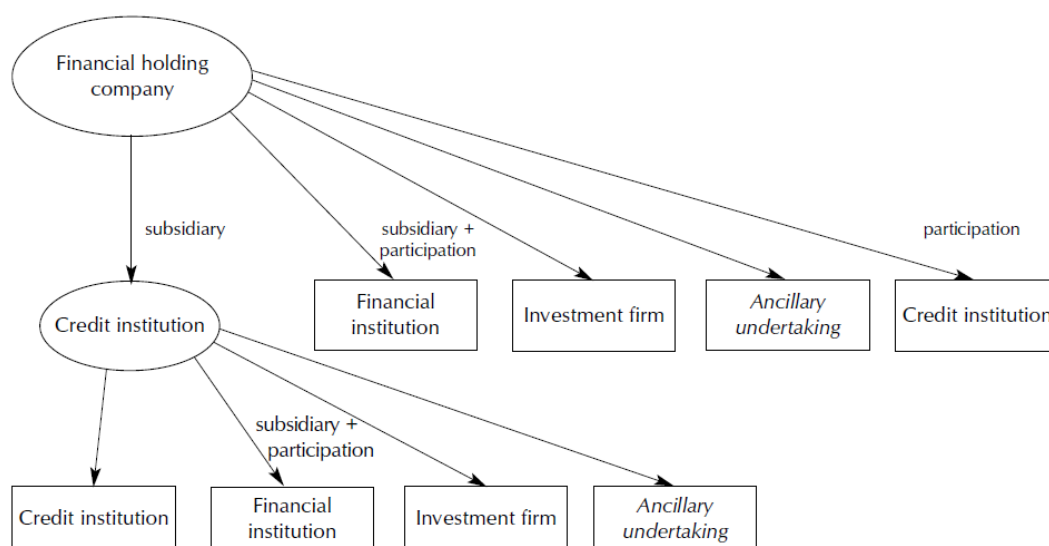 Financial holding
company
subsidiary
subsidiary +
participation
participation
Financial
institution
Investment firm
Ancillary
undertaking
Credit institution
Credit institution
subsidiary +
participation
Credit institution
Financial
institution
Investment firm
Ancillary
undertaking